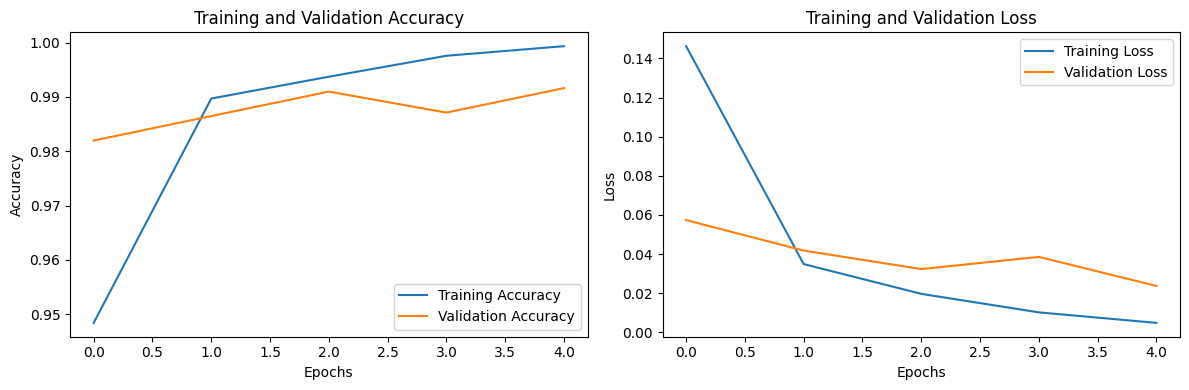 Training and Validation Accuracy
Accuracy
1.00
0.99
0.98
0.97
0.96
0.95
Training Accuracy
Validation Accuracy
0.0 0.5 1.0 1.5 2.0 2.5 3.0 3.5 4.0
Epochs
Training and Validation Loss
Loss
0.14
0.12
0.10
0.08
0.06
0.04
0.02
0.00
Training Loss
Validation Loss
0.0 0.5 1.0 1.5 2.0 2.5 3.0 3.5 4.0
Epochs